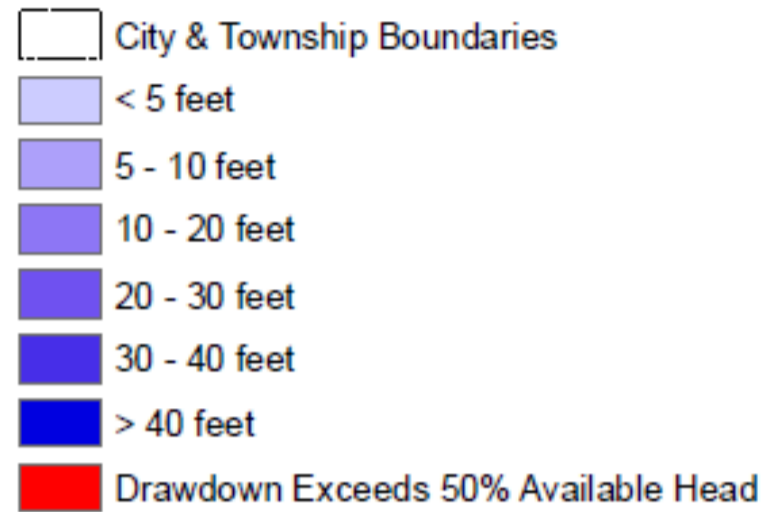 City & Township Boundaries
< 5 feet
5 - 10 feet
10 - 20 feet
20 - 30 feet
30 - 40 feet
> 40 feet
Drawdown Exceeds 50% Available Head